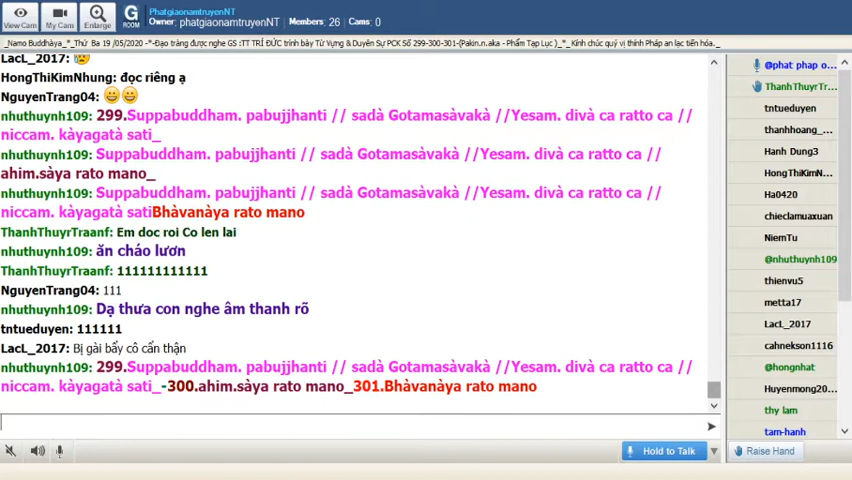 View Cam
My Cam
Enlarge
G
ROOM
PhatgiaonamtruyenNT
Owner: phatgiaonamtruyenNT Members: 26 Cams: 0
_Namo Buddhàya_*_Thứ Ba 19 /05/2020 -*-Đạo tràng được nghe GS :TT TRÍ ĐỨC trình bày Từ Vựng & Duyên Sự PCK Số 299-300-301-(Pakin.n.aka - Phẩm Tạp Lục )_*_ Kính chúc quý vị thính Pháp an lạc tiến hóa._
LacL_2017:
HongThiKimNhung: đọc riêng ạ
NguyenTrang04:
nhuthuynh109: 299.Suppabuddham. pabujjhanti // sadà Gotamasàvakà //Yesam. divà ca ratto ca //
niccam. kàyagatà sati_
nhuthuynh109: Suppabuddham. pabujjhanti // sadà Gotamasàvakà //Yesam. divà ca ratto ca //
ahim.sàya rato mano_
nhuthuynh109: Suppabuddham. pabujjhanti // sadà Gotamasàvakà //Yesam. divà ca ratto ca //
niccam. kàyagatà satiBhàvanàya rato mano
ThanhThuyrTraanf: Em doc roi Co len lai
nhuthuynh109: ăn cháo lươn
ThanhThuyrTraanf: 111111111111
NguyenTrang04: 111
nhuthuynh109: Dạ thưa con nghe âm thanh rõ
tntueduyen: 111111
LacL_2017: Bị gài bẫy cô cẩn thận
nhuthuynh109: 299.Suppabuddham. pabujjhanti // sadà Gotamasàvakà //Yesam. divà ca ratto ca //
niccam. kàyagatà sati_-300.ahim.sàya rato mano_301.Bhàvanàya rato mano
@phat phap o...
ThanhThuyrTr...
tntueduyen
thanhhoang_...
Hanh Dung3
HongThiKimN...
Ha0420
chieclamuaxuan
NiemTu
@nhuthuynh109
thienvu5
metta17
LacL_2017
cahnekson1116
@hongnhat
Huyenmong20...
thy lam
tam-hanh
Hold to Talk
Raise Hand